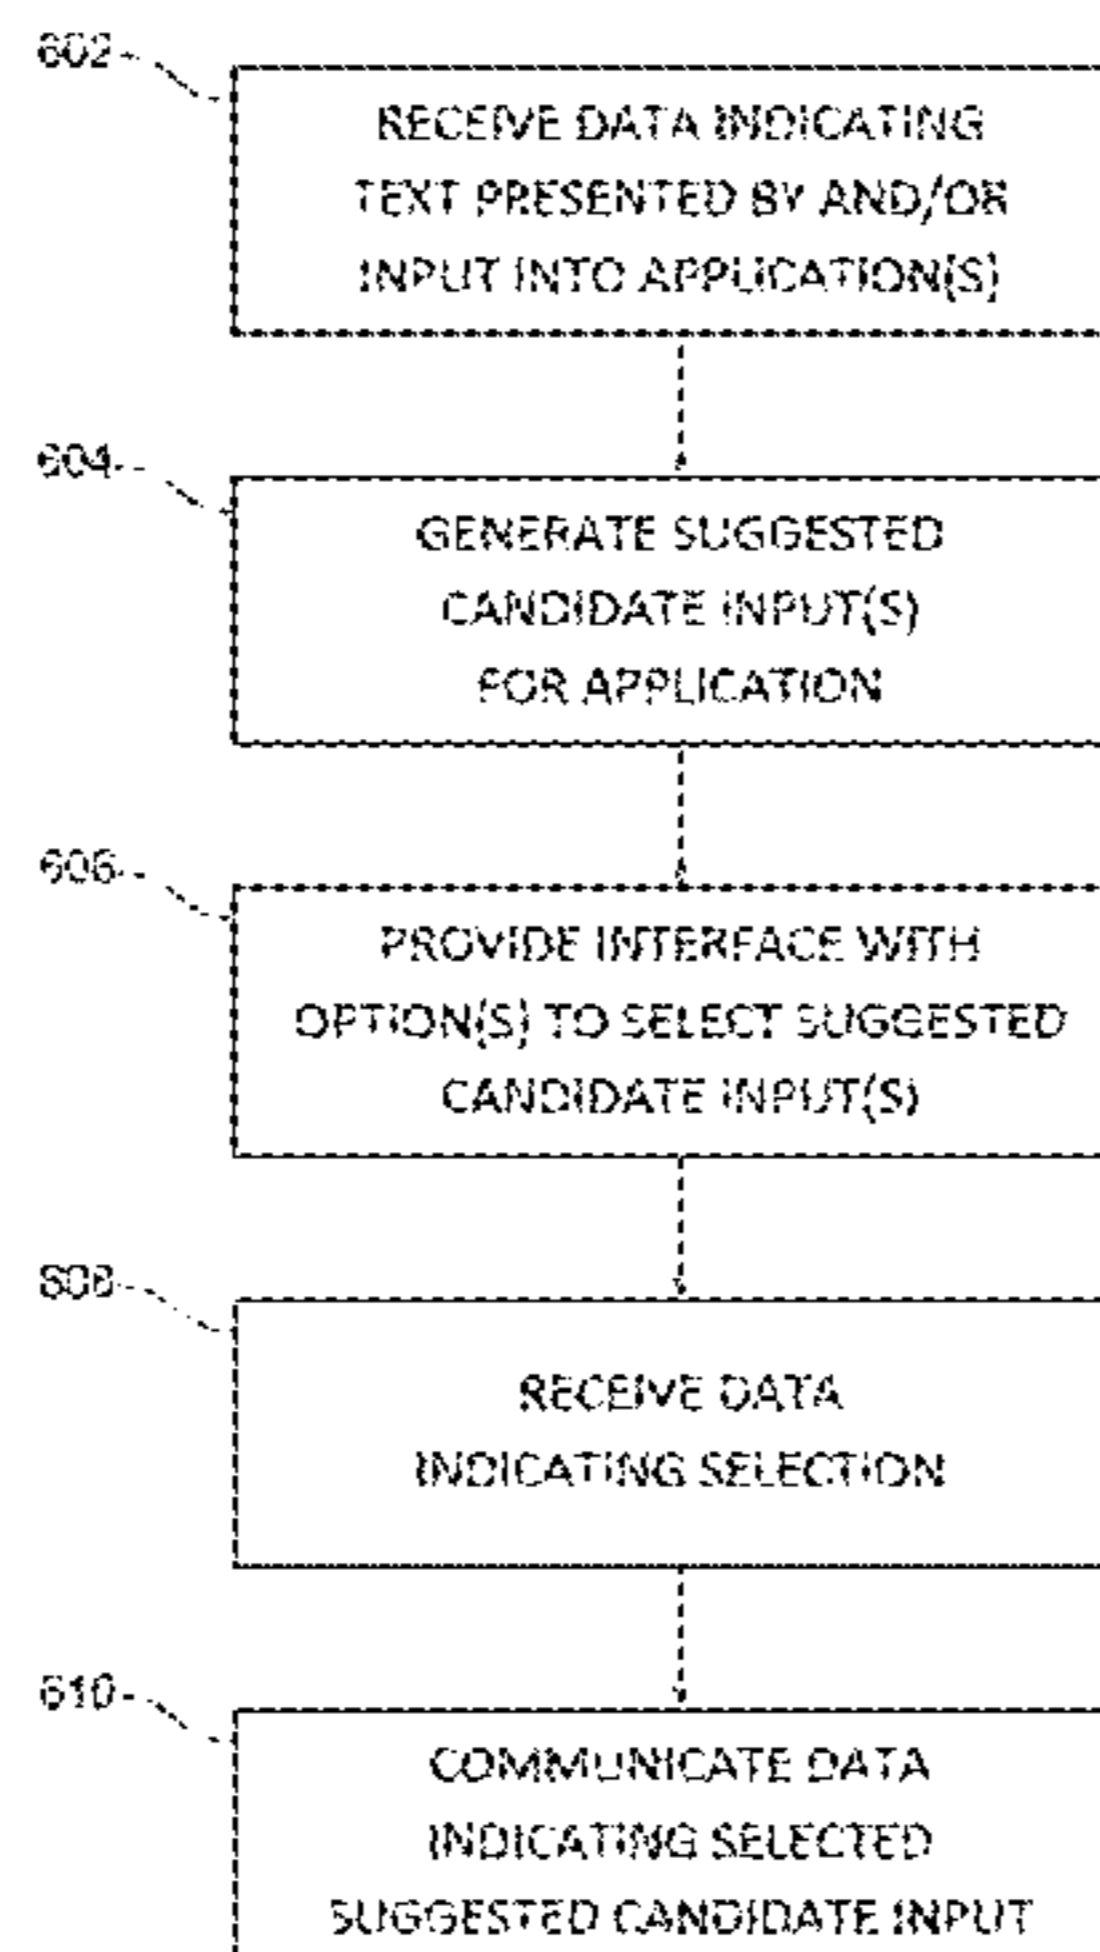 602
RECEIVE DATA INDICATING
TEXT PRESENTED BY AND/OR
INPUT INTO APPLICATION(S)
604
GENERATE SUGGESTED
CANDIDATE INPUT(S)
FOR APPLICATION
606
PROVIDE INTERFACE WITH
OPTION(S) TO SELECT SUGGESTED
CANDIDATE INPUT(S)
608
RECEIVE DATA
INDICATING SELECTION
610
COMMUNICATE DATA
INDICATING SELECTED
SUGGESTED CANDIDATE INPUT